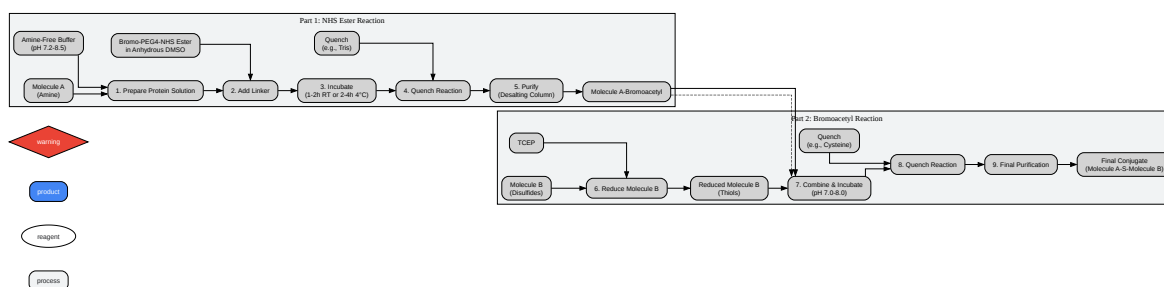 Part 1: NHS Ester Reaction
Amine-Free Buffer
(pH 7.2-8.5)
Bromo-PEG4-NHS Ester
in Anhydrous DMSO
Quench
(e.g., Tris)
Molecule A
(Amine)
1. Prepare Protein Solution
2. Add Linker
3. Incubate
(1-2h RT or 2-4h 4°C)
4. Quench Reaction
5. Purify
(Desalting Column)
Molecule A-Bromoacetyl
Part 2: Bromoacetyl Reaction
TCEP
Quench
(e.g., Cysteine)
Molecule B
(Disulfides)
6. Reduce Molecule B
Reduced Molecule B
(Thiols)
7. Combine & Incubate
(pH 7.0-8.0)
8. Quench Reaction
9. Final Purification
Final Conjugate
(Molecule A-S-Molecule B)
warning
product
reagent
process